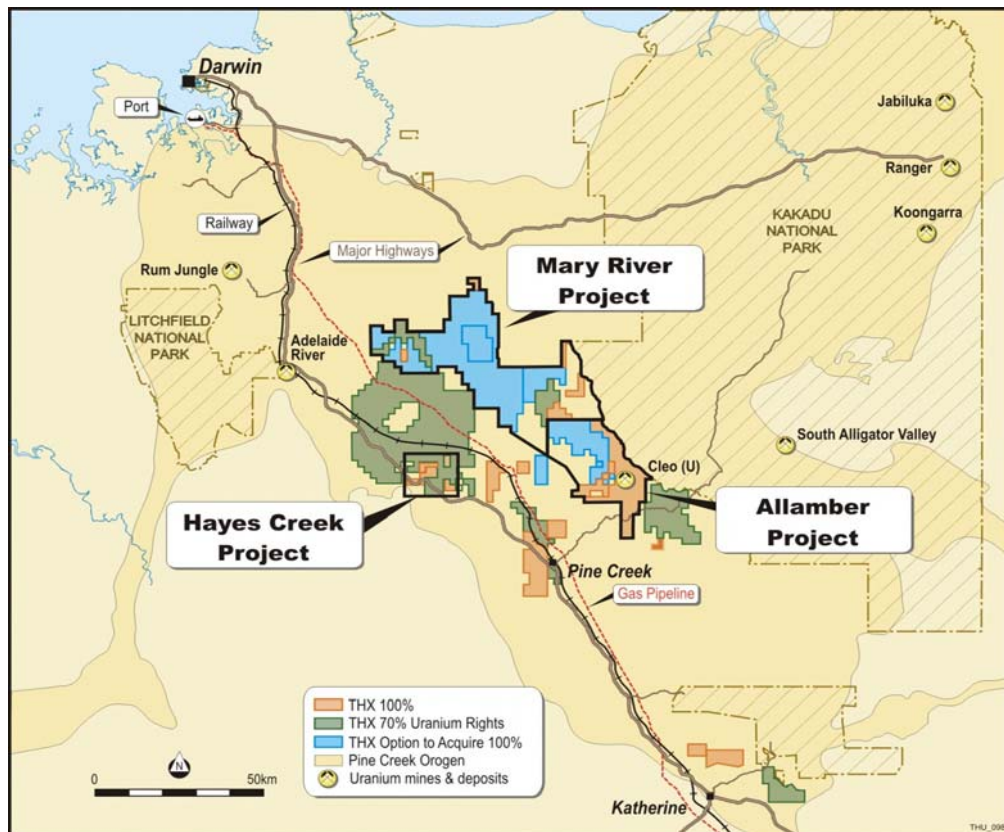 Darwin
Port
Jabiluka
Ranger
Koongarra
KAKADU
NATIONAL
PARK
Railway
Major Highways
Rum Jungle
Mary River
Project
LITCHFIELD
NATIONAL
PARK
Adelaide
River
South Alligator Valley
Cleo (U)
Hayes Creek
Project
Allamber
Project
Pine Creek
Gas Pipeline
THX 100%
THX 70% Uranium Rights
THX Option to Acquire 100%
Pine Creek Orogen
Uranium mines & deposits
N
0 50km
Katherine